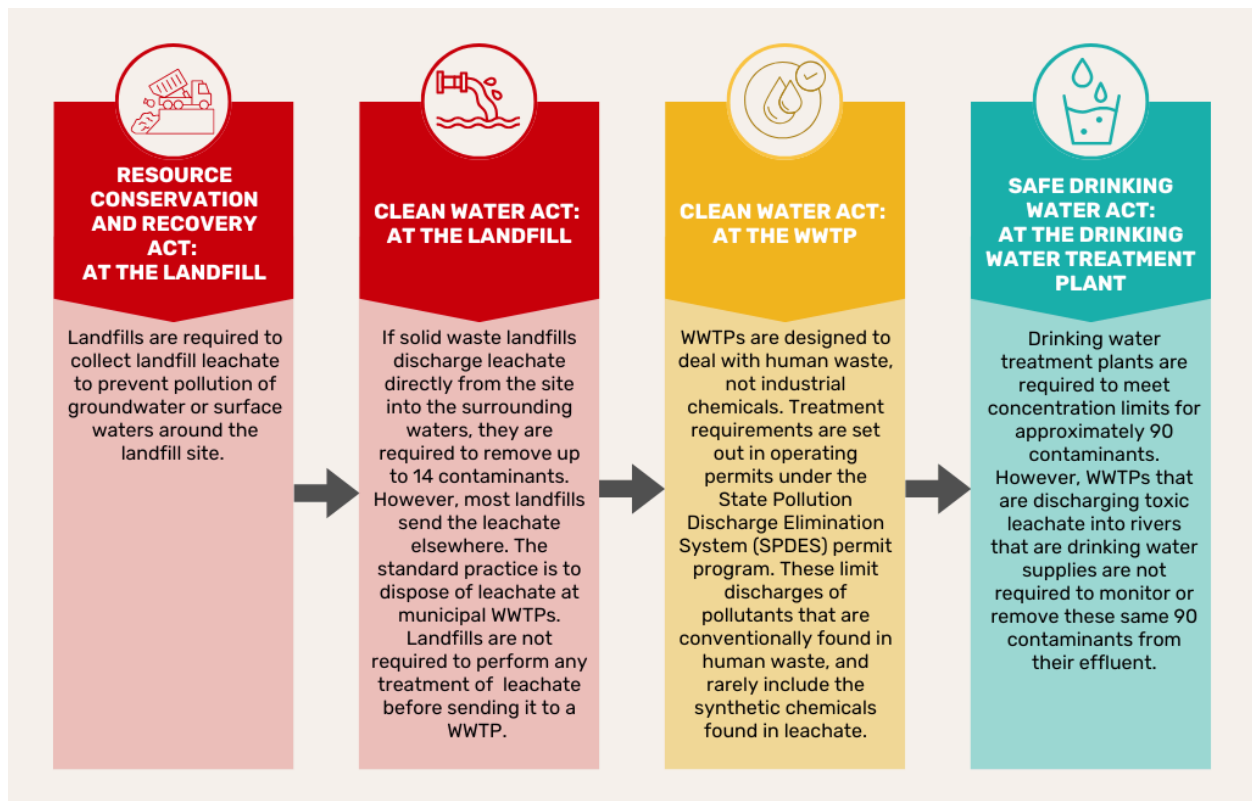 RESOURCE
CONSERVATION
AND RECOVERY
ACT:
AT THE LANDFILL
Landfills are required to
collect landfill leachate
to prevent pollution of
groundwater or surface
waters around the
landfill site.
CLEAN WATER ACT:
AT THE LANDFILL
If solid waste landfills
discharge leachate
directly from the site
into the surrounding
waters, they are
required to remove up
to 14 contaminants.
However, most landfills
send the leachate
elsewhere. The
standard practice is to
dispose of leachate at
municipal WWTPs.
Landfills are not
required to perform any
treatment of leachate
before sending it to a
WWTP.
CLEAN WATER ACT:
AT THE WWTP
WWTPs are designed to
deal with human waste,
not industrial
chemicals. Treatment
requirements are set
out in operating
permits under the
State Pollution
Discharge Elimination
System (SPDES) permit
program. These limit
discharges of
pollutants that are
conventionally found in
human waste, and
rarely include the
synthetic chemicals
found in leachate.
SAFE DRINKING
WATER ACT:
AT THE DRINKING
WATER TREATMENT
PLANT
Drinking water
treatment plants are
required to meet
concentration limits for
approximately 90
contaminants.
However, WWTPs that
are discharging toxic
leachate into rivers
that are drinking water
supplies are not
required to monitor or
remove these same 90
contaminants from
their effluent.